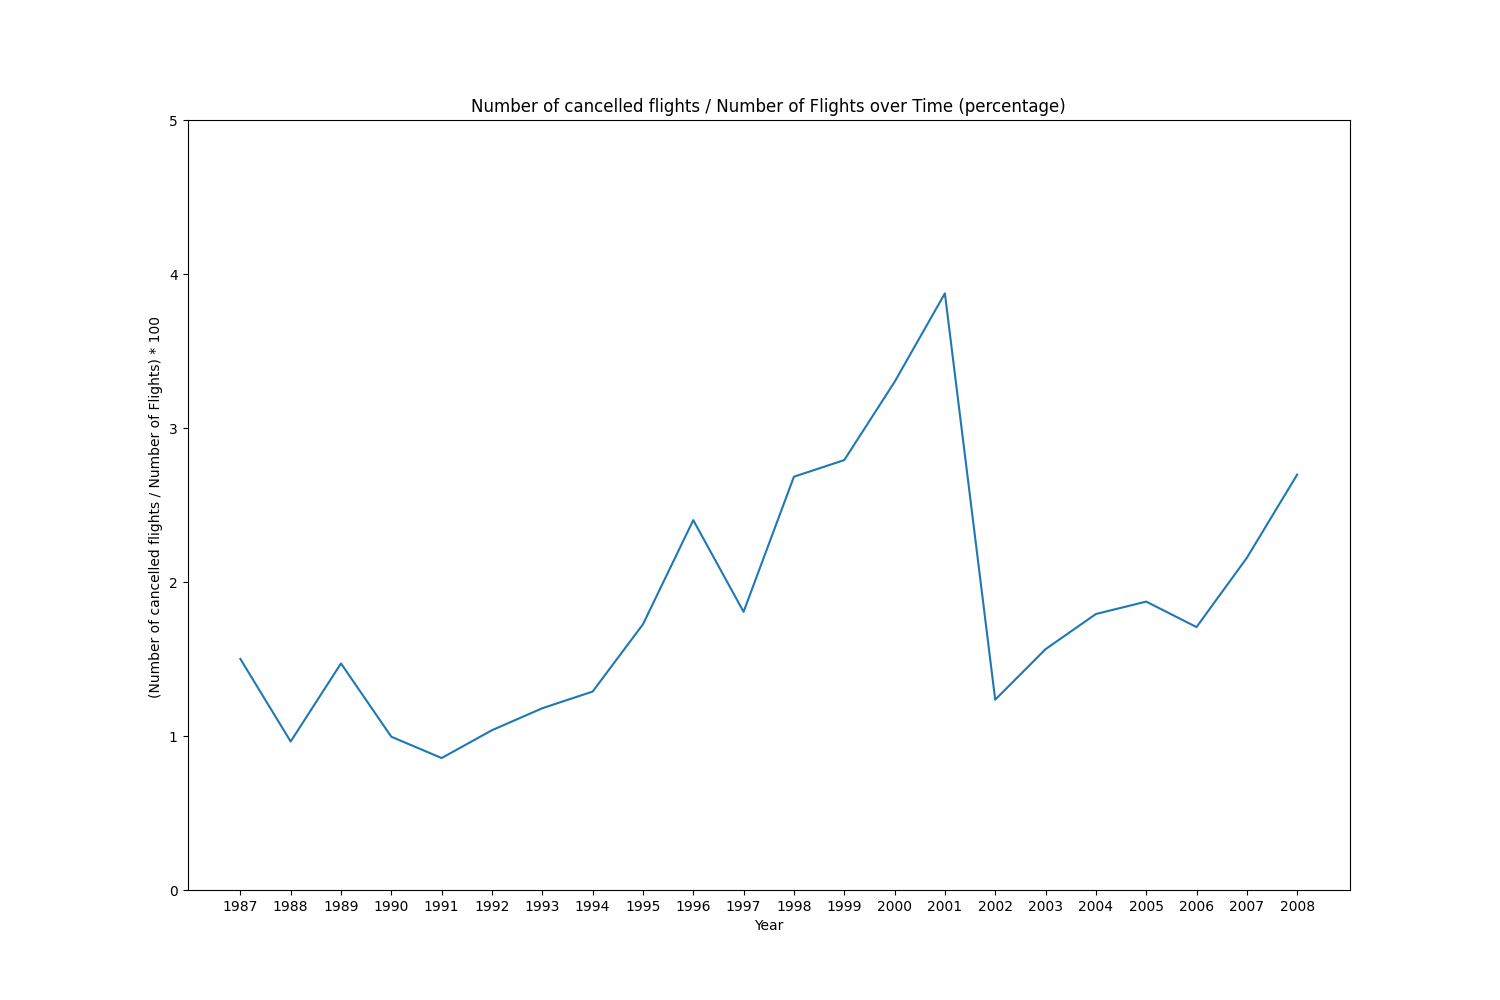 Number of cancelled flights / Number of Flights over Time (percentage)
(Number of cancelled flights / Number of Flights) * 100
5
4
3
2
1
0
1987 1988 1989 1990 1991 1992 1993 1994 1995 1996 1997 1998 1999 2000 2001 2002 2003 2004 2005 2006 2007 2008
Year